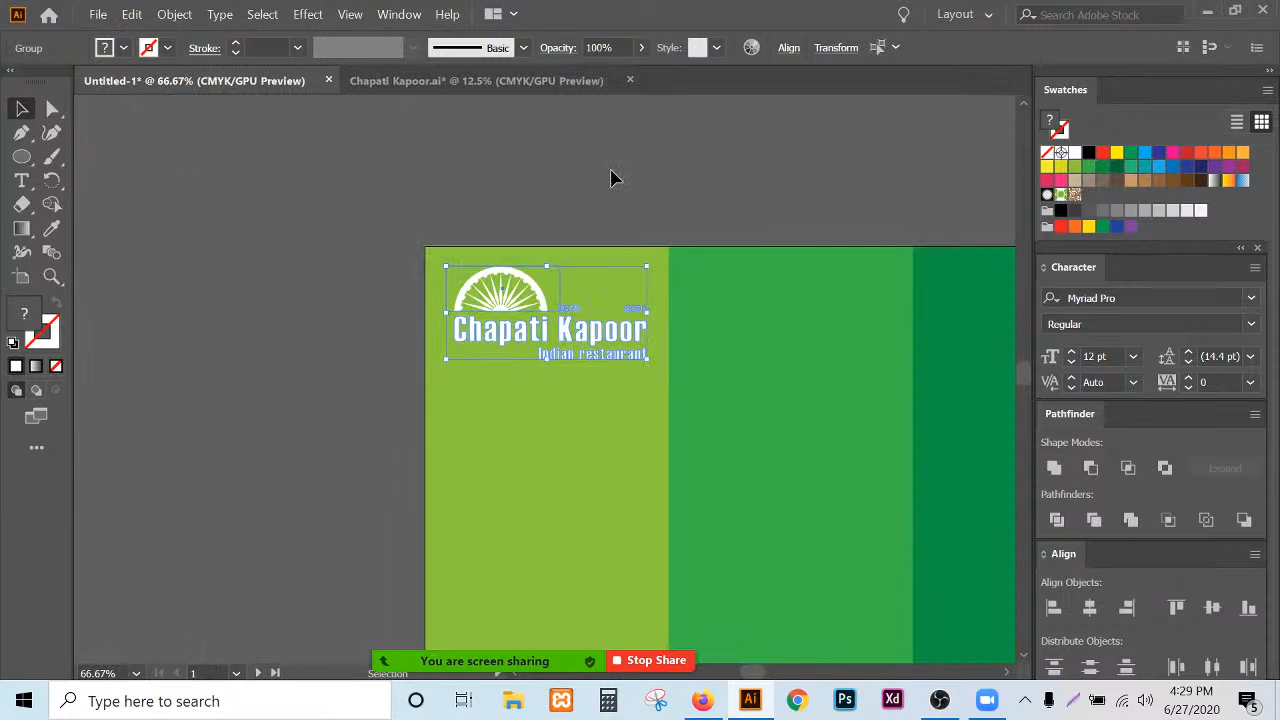 File Edit Object Type Select Effect View Window Help
Layout
Search Adobe Stock
Group
?
Stroke:
Basic
Opacity: 100%
Style:
Align
Transform
Untitled-1* @ 66.67% (CMYK/GPU Preview)
Chapati Kapoor.ai* @ 12.5% (CMYK/GPU Preview)
Swatches
?
Character
Myriad Pro
Regular
12 pt
(14.4 pt)
Auto
0
Pathfinder
Shape Modes:
Expand
Pathfinders:
Align
Align Objects:
Distribute Objects:
?
Chapati Kapoor
Indian restaurant
66.67%
1
Selection
You are screen sharing
Stop Share
Type here to search
Ai
Ps
Xd
4:29 PM
6/27/2020
5